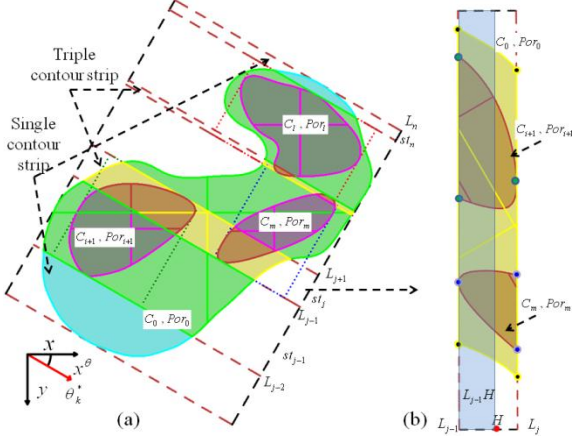 Triple
contour strip
Single
contour
strip
C_l , Por_l
C_{i+1} , Por_{i+1}
C_m , Por_m
C_0 , Por_0
L_n
st_n
L_{j+1}
st_j
L_{j-1}
st_{j-1}
L_{j-2}
x
x^θ
θ_k^*
y
(a)
C_0 , Por_0
C_{i+1} , Por_{i+1}
C_m , Por_m
L_{j-1}H
L_{j-1}
H
L_j
(b)